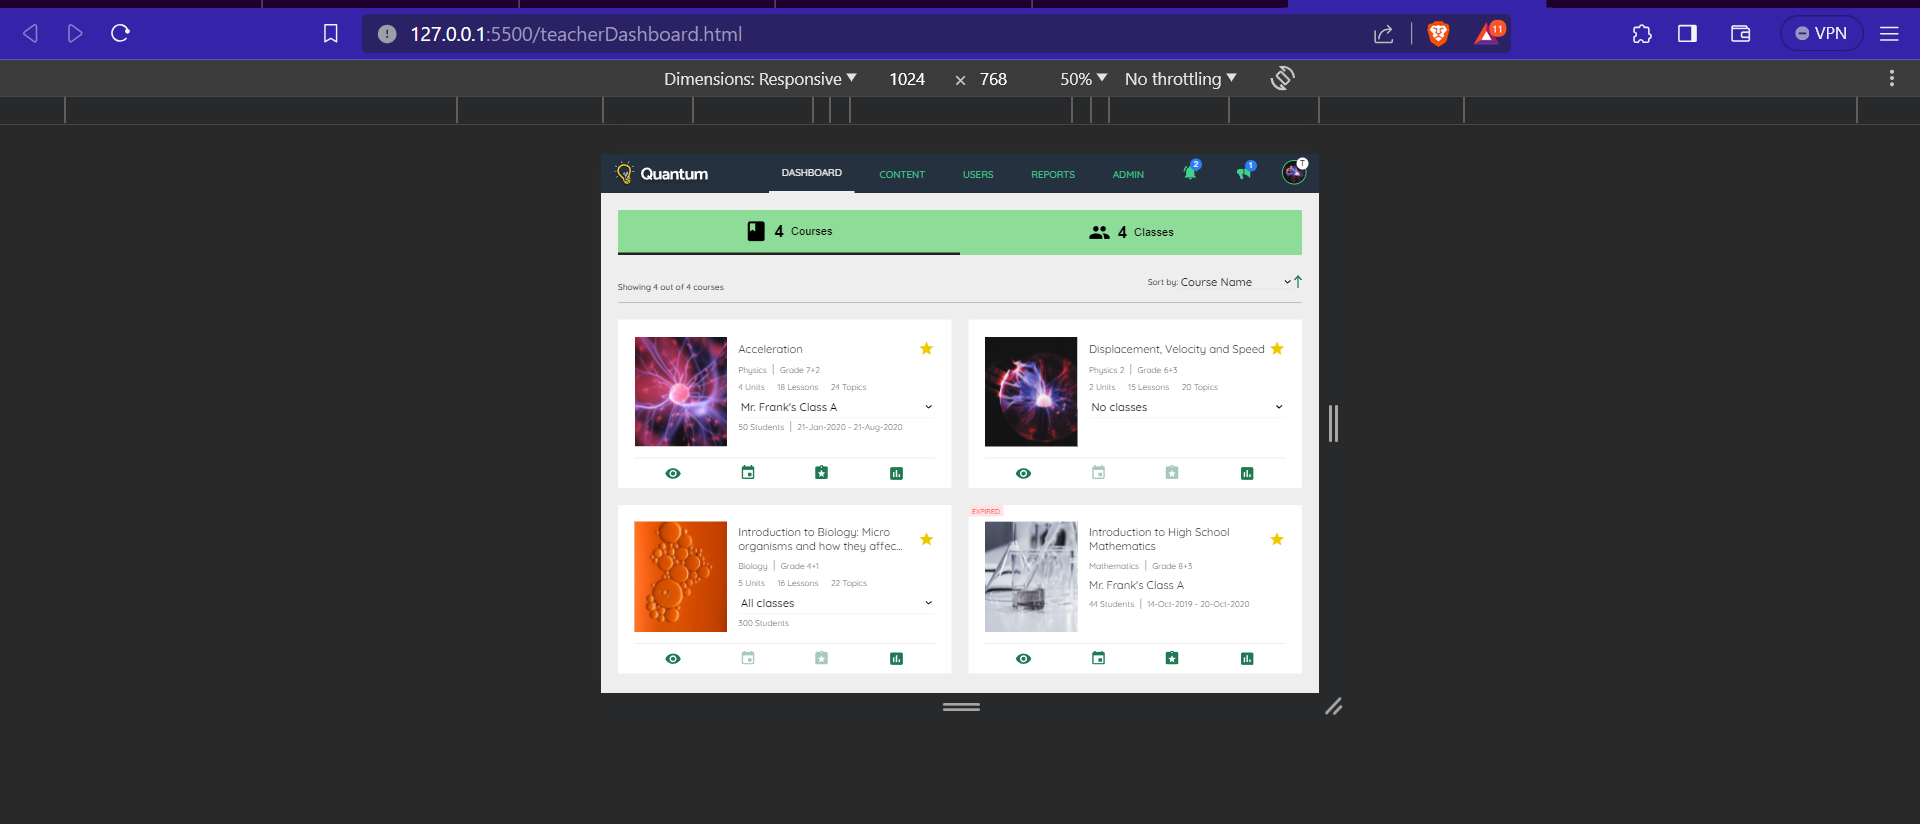 127.0.0.1:5500/teacherDashboard.html
11
VPN
Dimensions: Responsive
1024 × 768
50%
No throttling
Quantum
DASHBOARD
CONTENT
USERS
REPORTS
ADMIN
2
1
T
4 Courses
4 Classes
Showing 4 out of 4 courses
Sort by: Course Name
Acceleration
Physics | Grade 7+2
4 Units 18 Lessons 24 Topics
Mr. Frank's Class A
50 Students | 21-Jan-2020 - 21-Aug-2020
Displacement, Velocity and Speed
Physics 2 | Grade 6+3
2 Units 15 Lessons 20 Topics
No classes
Introduction to Biology: Micro
organisms and how they affec...
Biology | Grade 4+1
5 Units 16 Lessons 22 Topics
All classes
300 Students
EXPIRED
Introduction to High School
Mathematics
Mathematics | Grade 8+3
Mr. Frank's Class A
44 Students | 14-Oct-2019 - 20-Oct-2020